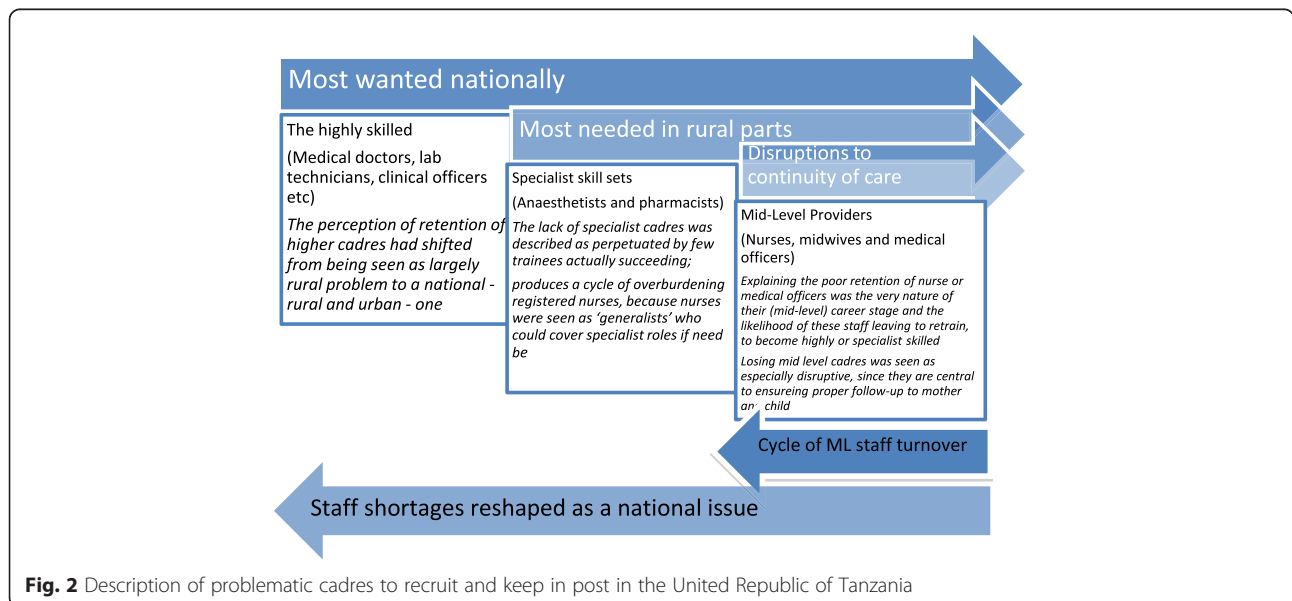 Most wanted nationally
The highly skilled
(Medical doctors, lab
technicians, clinical officers
etc)
The perception of retention of
higher cadres had shifted
from being seen as largely
rural problem to a national -
rural and urban - one
Most needed in rural parts
Specialist skill sets
(Anaesthetists and pharmacists)
The lack of specialist cadres was
described as perpetuated by few
trainees actually succeeding;
produces a cycle of overburdening
registered nurses, because nurses
were seen as ‘generalists’ who
could cover specialist roles if need
be
Disruptions to
continuity of care
Mid-Level Providers
(Nurses, midwives and medical
officers)
Explaining the poor retention of nurse or
medical officers was the very nature of
their (mid-level) career stage and the
likelihood of these staff leaving to retrain,
to become highly or specialist skilled
Losing mid level cadres was seen as
especially disruptive, since they are central
to ensureing proper follow-up to mother
and child
Cycle of ML staff turnover
Staff shortages reshaped as a national issue
Fig. 2 Description of problematic cadres to recruit and keep in post in the United Republic of Tanzania